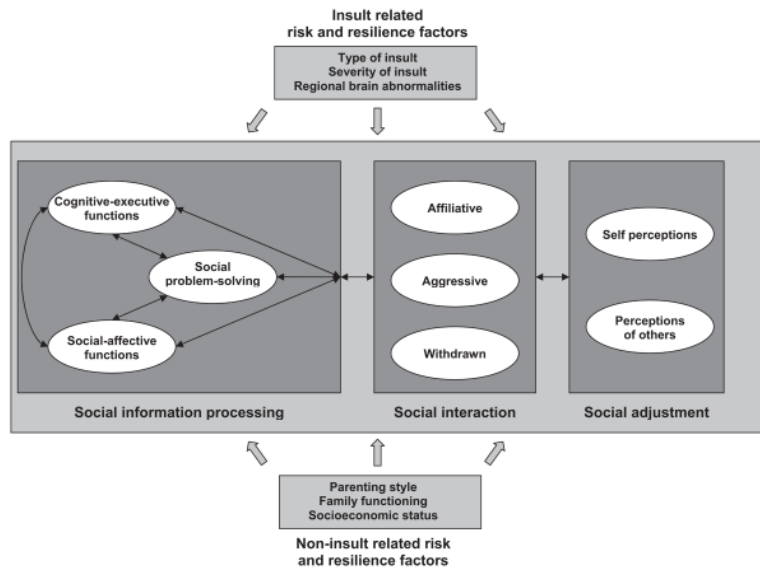 Insult related
risk and resilience factors
Type of insult
Severity of insult
Regional brain abnormalities
Cognitive-executive
functions
Social
problem-solving
Social-affective
functions
Social information processing
Affiliative
Aggressive
Withdrawn
Social interaction
Self perceptions
Perceptions
of others
Social adjustment
Parenting style
Family functioning
Socioeconomic status
Non-insult related risk
and resilience factors